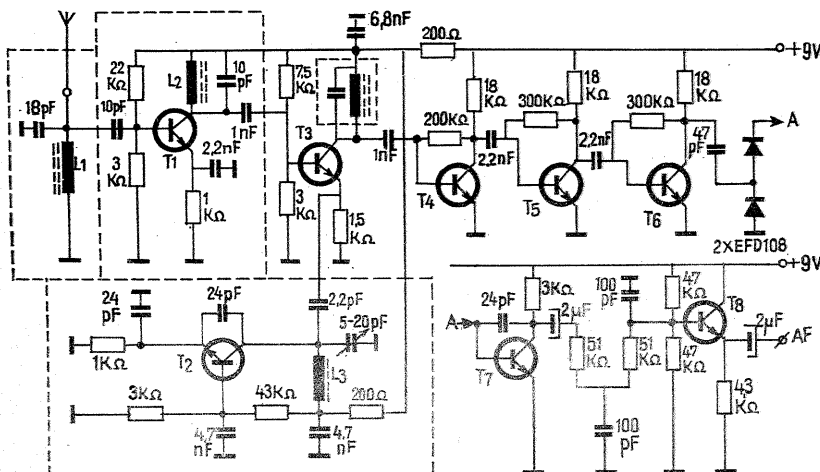 6,8nF
200Ω
+9V
22 KΩ
L2
10 pF
7,5 KΩ
18 KΩ
18 KΩ
18 KΩ
18pF
10pF
200KΩ
300KΩ
300KΩ
47 pF
A
T1
1nF
T3
1nF
2,2nF
2,2nF
L1
3 KΩ
2,2nF
3 KΩ
T4
T5
T6
1 KΩ
1,5 KΩ
2xEFD108
+9V
24 pF
24pF
2,2pF
5-20pF
A
24pF
3KΩ
2µF
100 pF
47 KΩ
T8
2µF
AF
1KΩ
T2
L3
T7
51 KΩ
51 KΩ
47 KΩ
3KΩ
43KΩ
200Ω
4,3 KΩ
4,7 nF
4,7 nF
100 pF